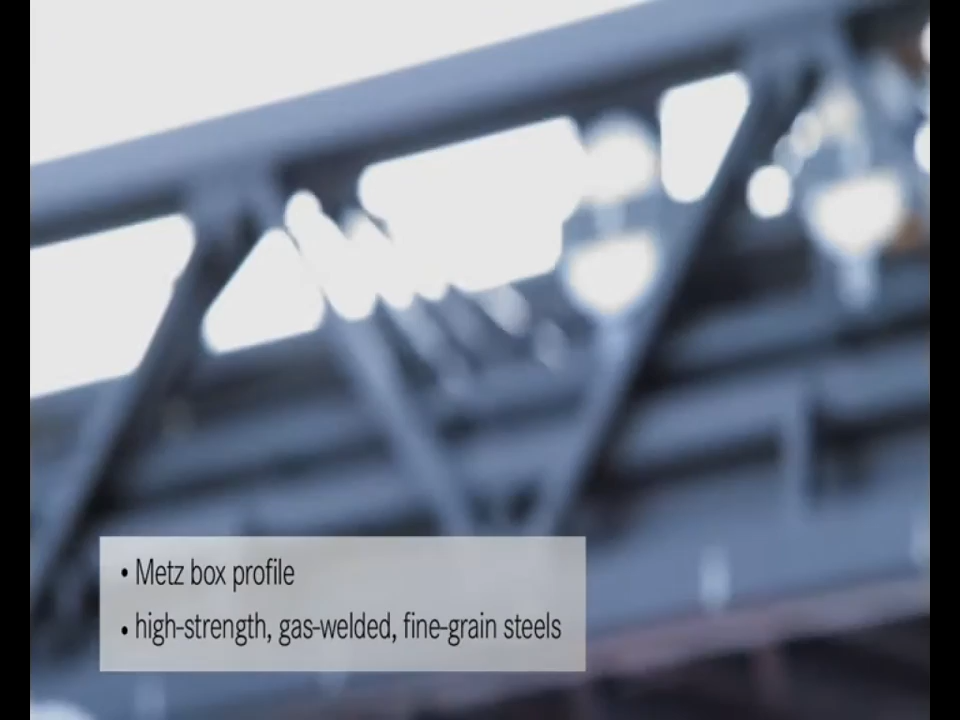 • Metz box profile
• high-strength, gas-welded, fine-grain steels